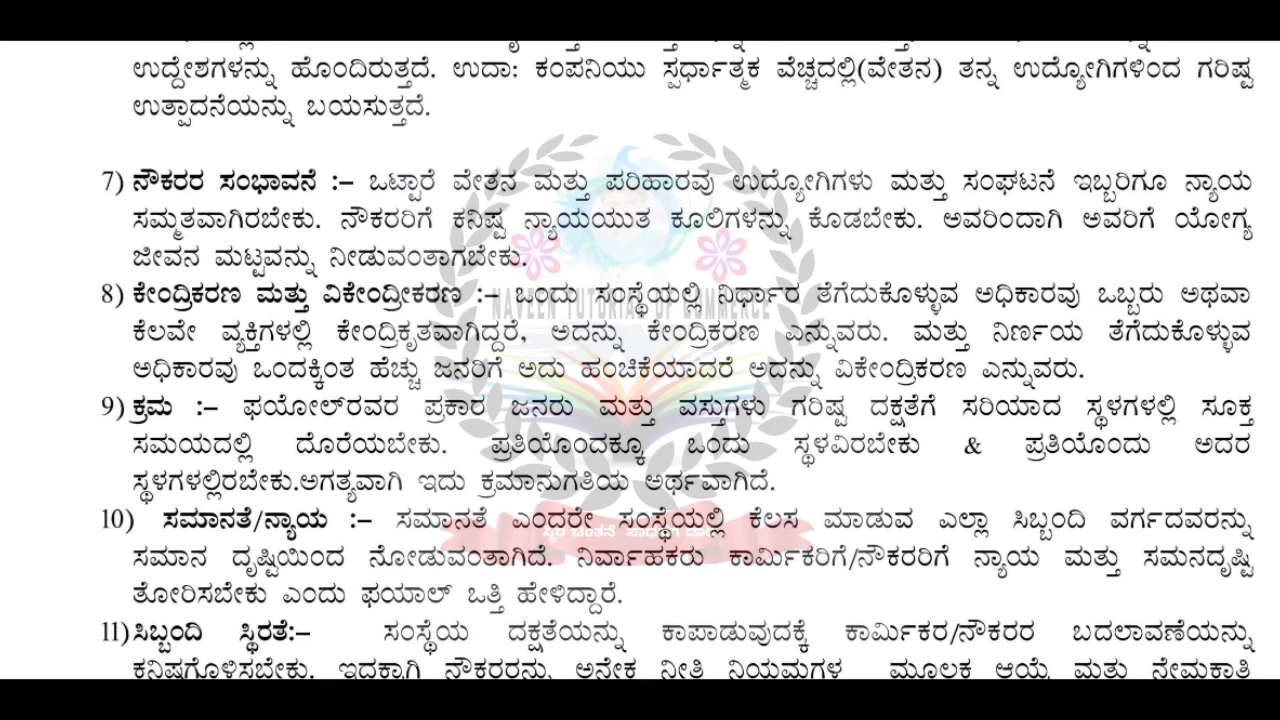 ಉದ್ದೇಶಗಳನ್ನು ಹೊಂದಿರುತ್ತದೆ. ಉದಾ: ಕಂಪನಿಯು ಸ್ಪರ್ಧಾತ್ಮಕ ವೆಚ್ಚದಲ್ಲಿ(ವೇತನ) ತನ್ನ ಉದ್ಯೋಗಿಗಳಿಂದ ಗರಿಷ್ಟ
ಉತ್ಪಾದನೆಯನ್ನು ಬಯಸುತ್ತದೆ.
7) ನೌಕರರ ಸಂಭಾವನೆ :– ಒಟ್ಟಾರೆ ವೇತನ ಮತ್ತು ಪರಿಹಾರವು ಉದ್ಯೋಗಿಗಳು ಮತ್ತು ಸಂಘಟನೆ ಇಬ್ಬರಿಗೂ ನ್ಯಾಯ
ಸಮ್ಮತವಾಗಿರಬೇಕು. ನೌಕರರಿಗೆ ಕನಿಷ್ಟ ನ್ಯಾಯಯುತ ಕೂಲಿಗಳನ್ನು ಕೊಡಬೇಕು. ಅವರಿಂದಾಗಿ ಅವರಿಗೆ ಯೋಗ್ಯ
ಜೀವನ ಮಟ್ಟವನ್ನು ನೀಡುವಂತಾಗಬೇಕು.
8) ಕೇಂದ್ರಿಕರಣ ಮತ್ತು ವಿಕೇಂದ್ರೀಕರಣ :– ಒಂದು ಸಂಸ್ಥೆಯಲ್ಲಿ ನಿರ್ಧಾರ ತೆಗೆದುಕೊಳ್ಳುವ ಅಧಿಕಾರವು ಒಬ್ಬರು ಅಥವಾ
NAVEEN TUTORIAL OF COMMERCE
ಕೆಲವೇ ವ್ಯಕ್ತಿಗಳಲ್ಲಿ ಕೇಂದ್ರಿಕೃತವಾಗಿದ್ದರೆ, ಅದನ್ನು ಕೇಂದ್ರಿಕರಣ ಎನ್ನುವರು. ಮತ್ತು ನಿರ್ಣಯ ತೆಗೆದುಕೊಳ್ಳುವ
ಅಧಿಕಾರವು ಒಂದಕ್ಕಿಂತ ಹೆಚ್ಚು ಜನರಿಗೆ ಅದು ಹಂಚಿಕೆಯಾದರೆ ಅದನ್ನು ವಿಕೇಂದ್ರಿಕರಣ ಎನ್ನುವರು.
9) ಕ್ರಮ :– ಫಯೋಲ್‌ರವರ ಪ್ರಕಾರ ಜನರು ಮತ್ತು ವಸ್ತುಗಳು ಗರಿಷ್ಟ ದಕ್ಷತೆಗೆ ಸರಿಯಾದ ಸ್ಥಳಗಳಲ್ಲಿ ಸೂಕ್ತ
ಸಮಯದಲ್ಲಿ ದೊರೆಯಬೇಕು. ಪ್ರತಿಯೊಂದಕ್ಕೂ ಒಂದು ಸ್ಥಳವಿರಬೇಕು & ಪ್ರತಿಯೊಂದು ಅದರ
ಸ್ಥಳಗಳಲ್ಲಿರಬೇಕು.ಅಗತ್ಯವಾಗಿ ಇದು ಕ್ರಮಾನುಗತಿಯ ಅರ್ಥವಾಗಿದೆ.
10) ಸಮಾನತೆ/ನ್ಯಾಯ :– ಸಮಾನತೆ ಎಂದರೇ ಸಂಸ್ಥೆಯಲ್ಲಿ ಕೆಲಸ ಮಾಡುವ ಎಲ್ಲಾ ಸಿಬ್ಬಂದಿ ವರ್ಗದವರನ್ನು
ಸಮಾನ ದೃಷ್ಟಿಯಿಂದ ನೋಡುವಂತಾಗಿದೆ. ನಿರ್ವಾಹಕರು ಕಾರ್ಮಿಕರಿಗೆ/ನೌಕರರಿಗೆ ನ್ಯಾಯ ಮತ್ತು ಸಮನದೃಷ್ಟಿ
ತೋರಿಸಬೇಕು ಎಂದು ಫಯಾಲ್ ಒತ್ತಿ ಹೇಳಿದ್ದಾರೆ.
11) ಸಿಬ್ಬಂದಿ ಸ್ಥಿರತೆ:– ಸಂಸ್ಥೆಯ ದಕ್ಷತೆಯನ್ನು ಕಾಪಾಡುವುದಕ್ಕೆ ಕಾರ್ಮಿಕರ/ನೌಕರರ ಬದಲಾವಣೆಯನ್ನು
ಕನಿಷ್ಠಗೊಳಿಸಬೇಕು. ಇದಕ್ಕಾಗಿ ನೌಕರರನ್ನು ಅನೇಕ ನೀತಿ ನಿಯಮಗಳ ಮೂಲಕ ಆಯ್ಕೆ ಮತ್ತು ನೇಮಕಾತಿ